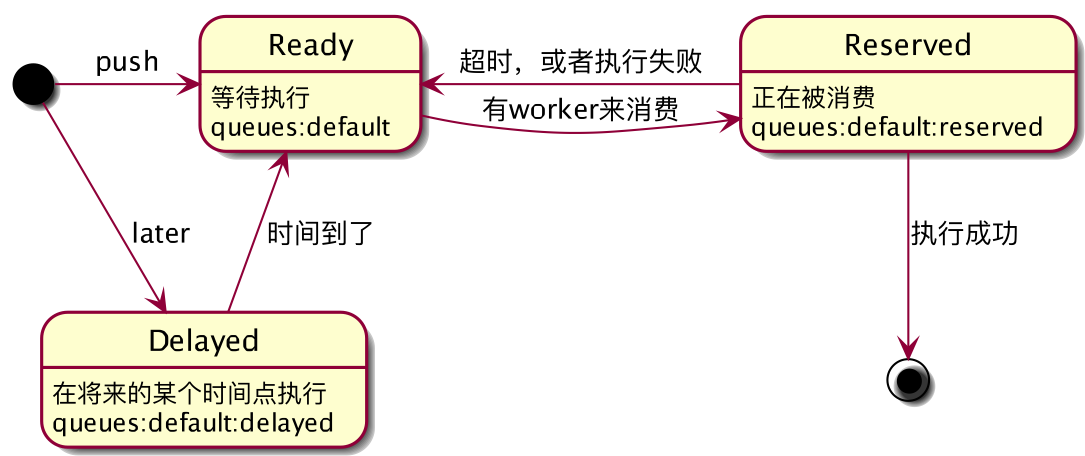 Ready
push
超时，或者执行失败
Reserved
等待执行
queues:default
有worker来消费
正在被消费
queues:default:reserved
later
时间到了
执行成功
Delayed
在将来的某个时间点执行
queues:default:delayed